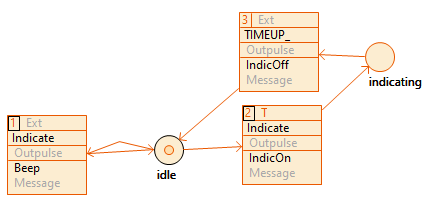 3 Ext
TIMEUP_
Outpulse
IndicOff
Message
indicating
1 Ext
Indicate
Outpulse
Beep
Message
idle
2 T
Indicate
Outpulse
IndicOn
Message